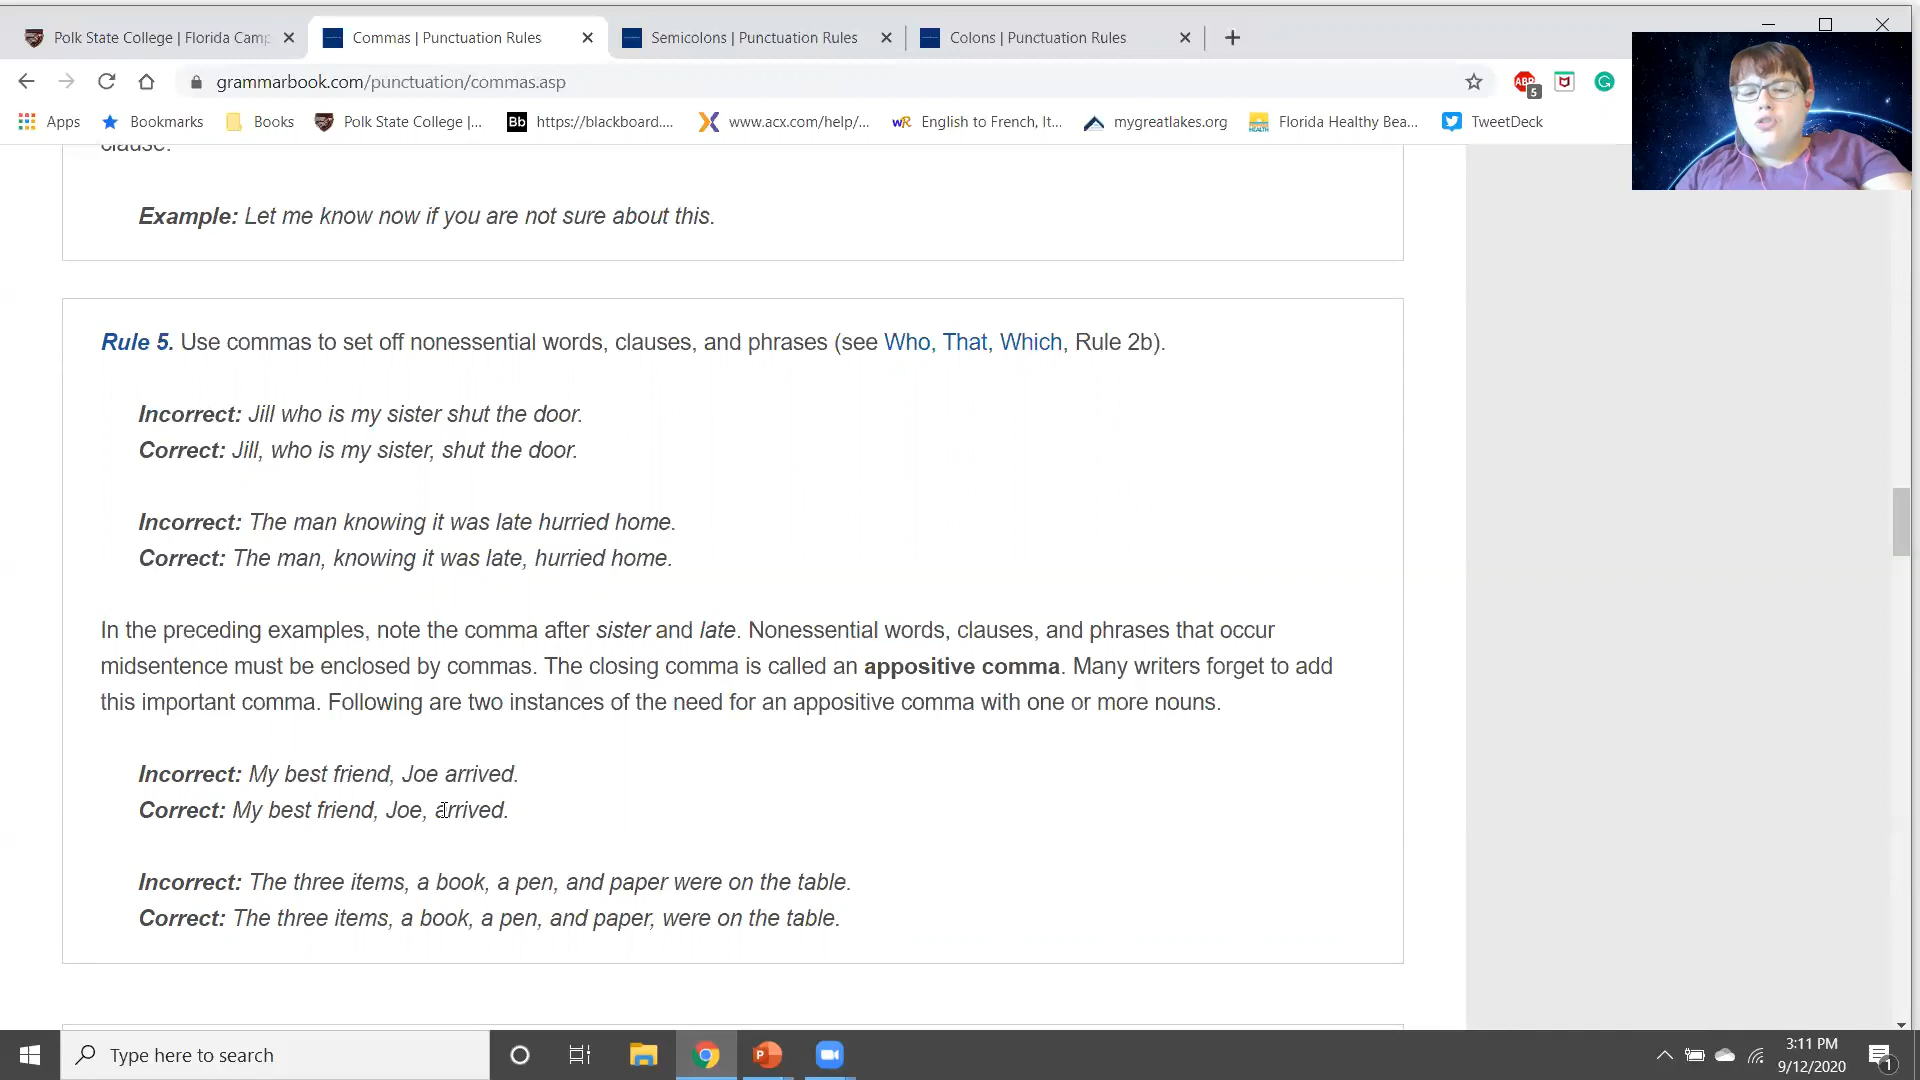 Polk State College | Florida Camp
Commas | Punctuation Rules
Semicolons | Punctuation Rules
Colons | Punctuation Rules
grammarbook.com/punctuation/commas.asp
ABP
5
Apps
Bookmarks
Books
Polk State College |...
Bb
https://blackboard....
www.acx.com/help/...
WR
English to French, It...
mygreatlakes.org
HEALTH
Florida Healthy Bea...
TweetDeck
clause.
Example: Let me know now if you are not sure about this.
Rule 5. Use commas to set off nonessential words, clauses, and phrases (see Who, That, Which, Rule 2b).
Incorrect: Jill who is my sister shut the door.
Correct: Jill, who is my sister, shut the door.
Incorrect: The man knowing it was late hurried home.
Correct: The man, knowing it was late, hurried home.
In the preceding examples, note the comma after sister and late. Nonessential words, clauses, and phrases that occur
midsentence must be enclosed by commas. The closing comma is called an appositive comma. Many writers forget to add
this important comma. Following are two instances of the need for an appositive comma with one or more nouns.
Incorrect: My best friend, Joe arrived.
Correct: My best friend, Joe, arrived.
Incorrect: The three items, a book, a pen, and paper were on the table.
Correct: The three items, a book, a pen, and paper, were on the table.
Type here to search
3:11 PM
9/12/2020
1